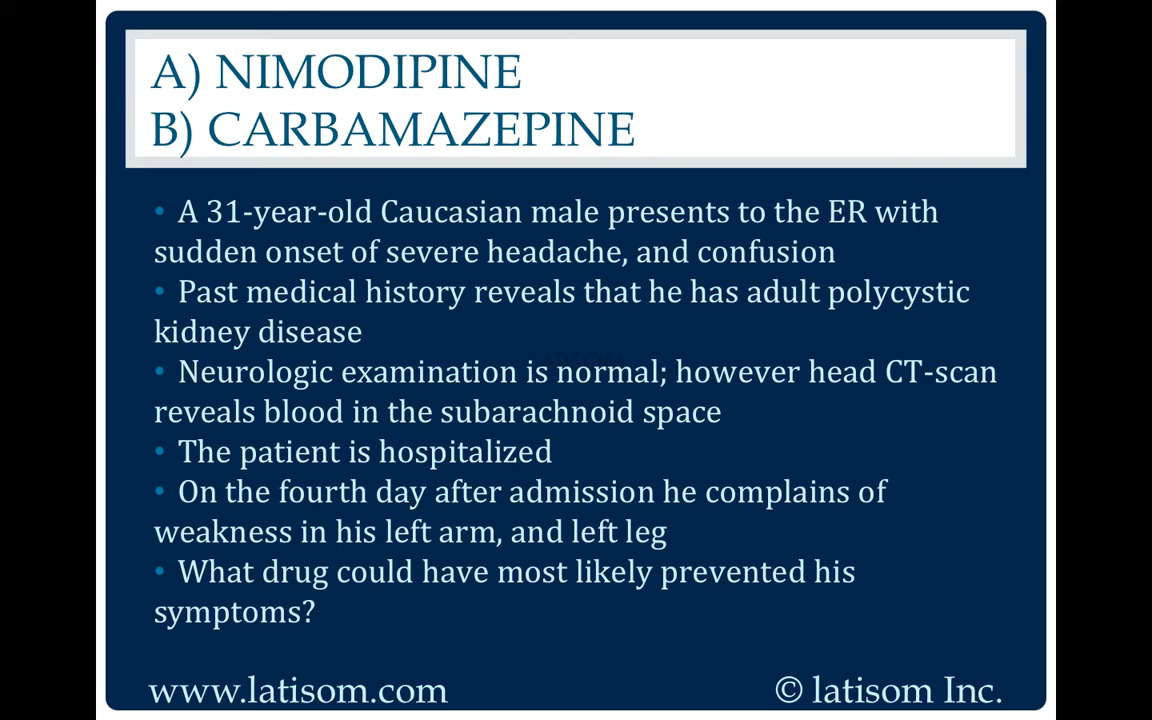 A) NIMODIPINE
B) CARBAMAZEPINE
• A 31-year-old Caucasian male presents to the ER with
sudden onset of severe headache, and confusion
• Past medical history reveals that he has adult polycystic
kidney disease
• Neurologic examination is normal; however head CT-scan
reveals blood in the subarachnoid space
• The patient is hospitalized
• On the fourth day after admission he complains of
weakness in his left arm, and left leg
• What drug could have most likely prevented his
symptoms?
www.latisom.com
© latisom Inc.